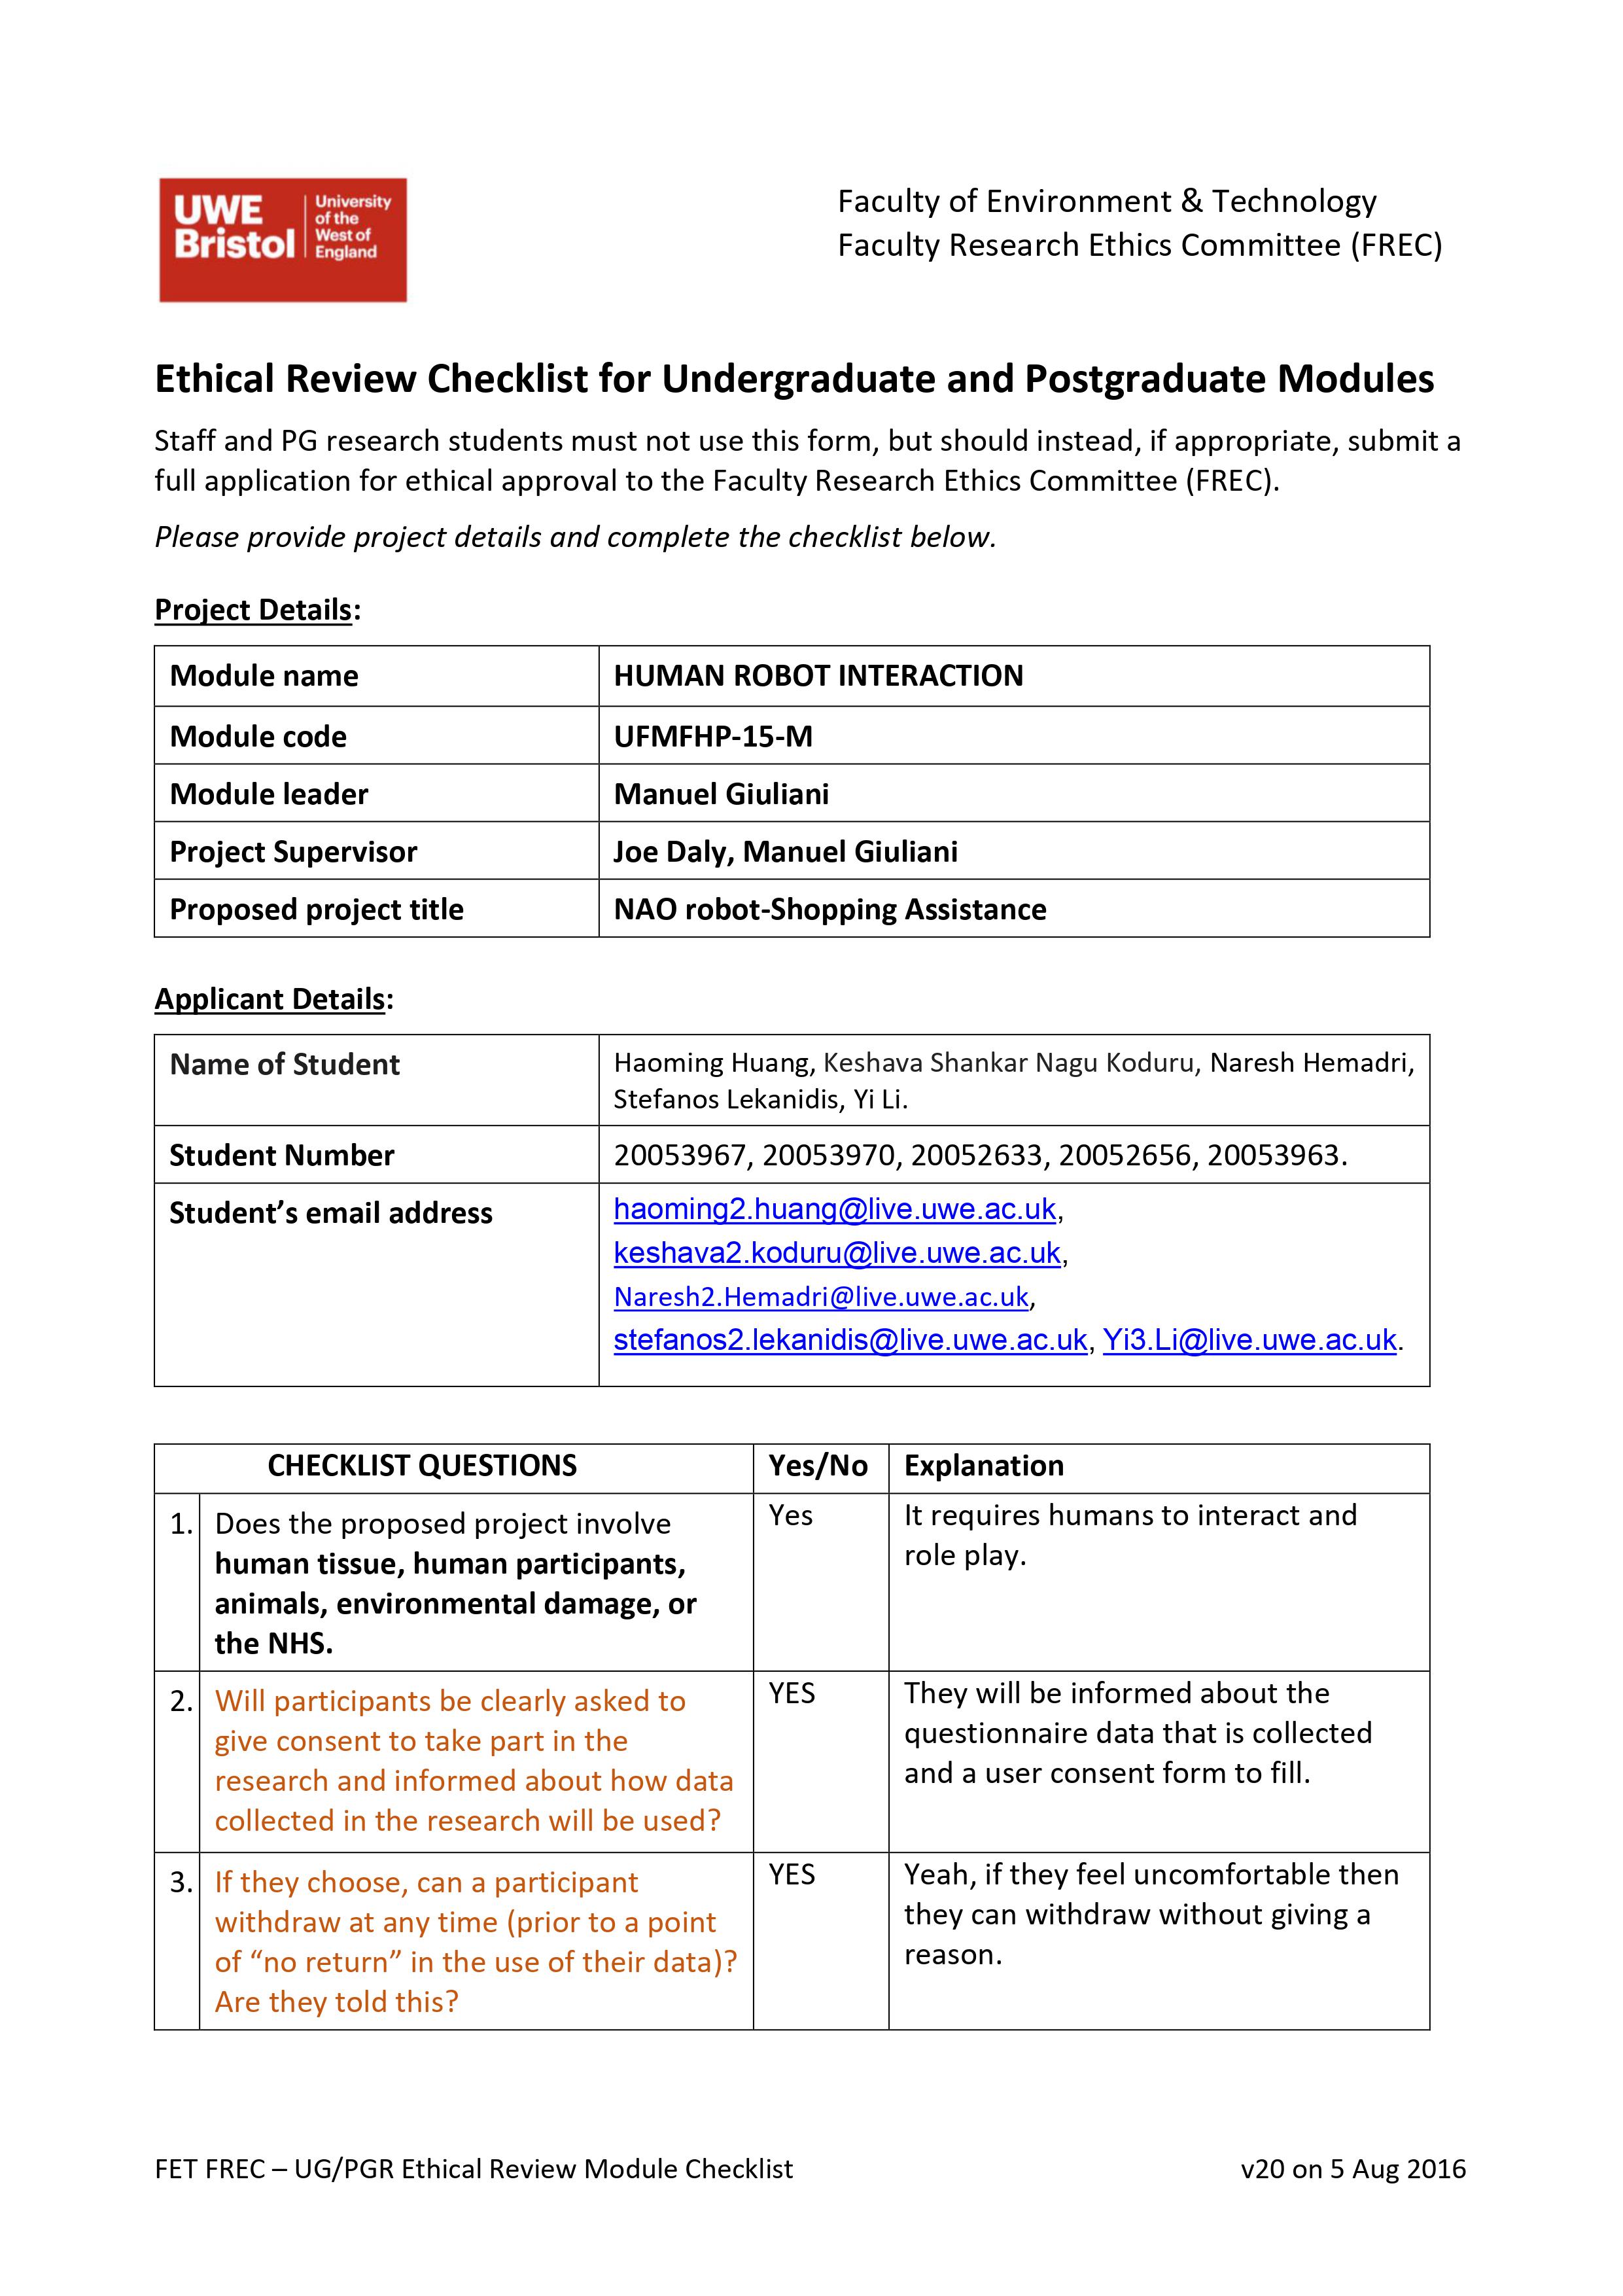 UWE
Bristol
University
of the
West of
England
Faculty of Environment & Technology
Faculty Research Ethics Committee (FREC)
Ethical Review Checklist for Undergraduate and Postgraduate Modules
Staff and PG research students must not use this form, but should instead, if appropriate, submit a
full application for ethical approval to the Faculty Research Ethics Committee (FREC).
Please provide project details and complete the checklist below.
Project Details:
Module name HUMAN ROBOT INTERACTION
Module code UFMFHP-15-M
Module leader Manuel Giuliani
Project Supervisor Joe Daly, Manuel Giuliani
Proposed project title NAO robot-Shopping Assistance
Applicant Details:
Name of Student Haoming Huang, Keshava Shankar Nagu Koduru, Naresh Hemadri,
Stefanos Lekanidis, Yi Li.
Student Number 20053967, 20053970, 20052633, 20052656, 20053963.
Student’s email address haoming2.huang@live.uwe.ac.uk,
keshava2.koduru@live.uwe.ac.uk,
Naresh2.Hemadri@live.uwe.ac.uk,
stefanos2.lekanidis@live.uwe.ac.uk, Yi3.Li@live.uwe.ac.uk.
CHECKLIST QUESTIONS Yes/No Explanation
1. Does the proposed project involve
human tissue, human participants,
animals, environmental damage, or
the NHS.
Yes
It requires humans to interact and
role play.
2. Will participants be clearly asked to
give consent to take part in the
research and informed about how data
collected in the research will be used?
YES
They will be informed about the
questionnaire data that is collected
and a user consent form to fill.
3. If they choose, can a participant
withdraw at any time (prior to a point
of “no return” in the use of their data)?
Are they told this?
YES
Yeah, if they feel uncomfortable then
they can withdraw without giving a
reason.
FET FREC – UG/PGR Ethical Review Module Checklist v20 on 5 Aug 2016